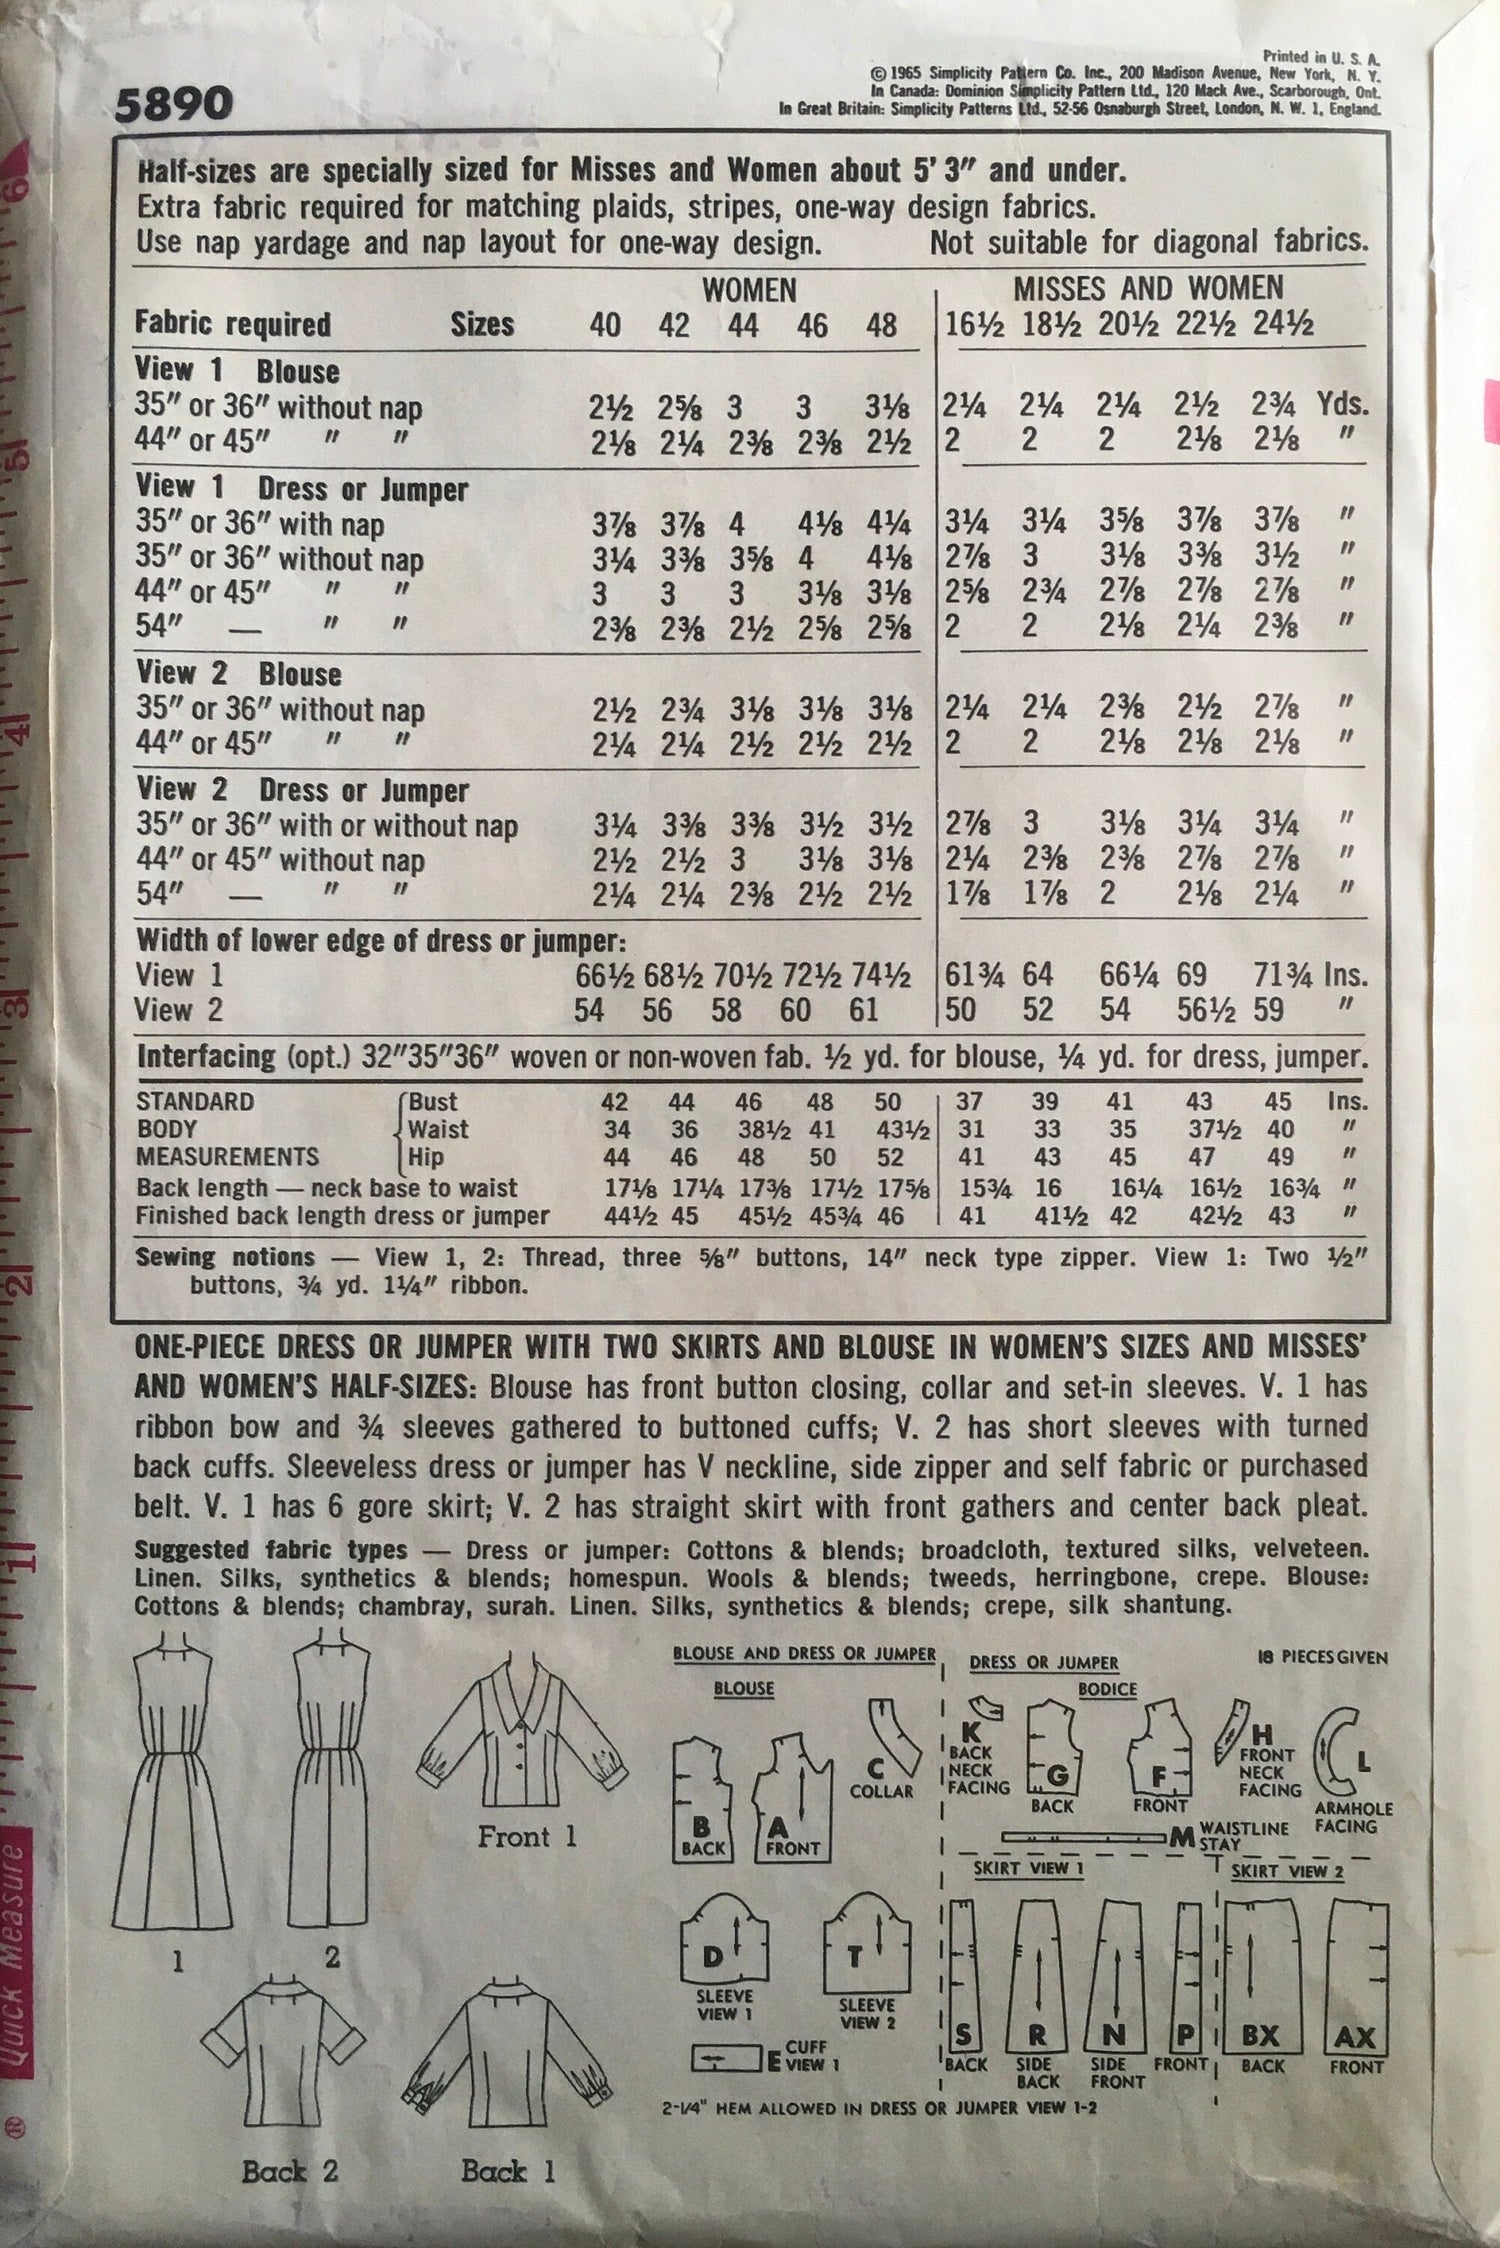 Printed in U. S. A.
5890
© 1965 Simplicity Pattern Co. Inc., 200 Madison Avenue, New York, N. Y.
In Canada: Dominion Simplicity Pattern Ltd., 120 Mack Ave., Scarborough, Ont.
In Great Britain: Simplicity Patterns Ltd., 52-56 Osnaburgh Street, London, N. W. 1, England.
Half-sizes are specially sized for Misses and Women about 5' 3" and under.
Extra fabric required for matching plaids, stripes, one-way design fabrics.
Use nap yardage and nap layout for one-way design. Not suitable for diagonal fabrics.
WOMEN MISSES AND WOMEN
Fabric required Sizes 40 42 44 46 48 16½ 18½ 20½ 22½ 24½
View 1 Blouse
35" or 36" without nap 2½ 2⅝ 3 3 3⅛ 2¼ 2¼ 2¼ 2½ 2¾ Yds.
44" or 45" " " 2⅛ 2¼ 2⅜ 2⅜ 2½ 2 2 2 2⅛ 2⅛ "
View 1 Dress or Jumper
35" or 36" with nap 3⅞ 3⅞ 4 4⅛ 4¼ 3¼ 3¼ 3⅝ 3⅞ 3⅞ "
35" or 36" without nap 3¼ 3⅜ 3⅝ 4 4⅛ 2⅞ 3 3⅛ 3⅜ 3½ "
44" or 45" " " 3 3 3 3⅛ 3⅛ 2⅝ 2¾ 2⅞ 2⅞ 2⅞ "
54" — " " 2⅜ 2⅜ 2½ 2⅝ 2⅝ 2 2 2⅛ 2¼ 2⅜ "
View 2 Blouse
35" or 36" without nap 2½ 2¾ 3⅛ 3⅛ 3⅛ 2¼ 2¼ 2⅜ 2½ 2⅞ "
44" or 45" " " 2¼ 2¼ 2½ 2½ 2½ 2 2 2⅛ 2⅛ 2⅛ "
View 2 Dress or Jumper
35" or 36" with or without nap 3¼ 3⅜ 3⅜ 3½ 3½ 2⅞ 3 3⅛ 3¼ 3¼ "
44" or 45" without nap 2½ 2½ 3 3⅛ 3⅛ 2¼ 2⅜ 2⅜ 2⅞ 2⅞ "
54" — " " 2¼ 2¼ 2⅜ 2½ 2½ 1⅞ 1⅞ 2 2⅛ 2¼ "
Width of lower edge of dress or jumper:
View 1 66½ 68½ 70½ 72½ 74½ 61¾ 64 66¼ 69 71¾ Ins.
View 2 54 56 58 60 61 50 52 54 56½ 59 "
Interfacing (opt.) 32"35"36" woven or non-woven fab. ½ yd. for blouse, ¼ yd. for dress, jumper.
STANDARD Bust 42 44 46 48 50 37 39 41 43 45 Ins.
BODY Waist 34 36 38½ 41 43½ 31 33 35 37½ 40 "
MEASUREMENTS Hip 44 46 48 50 52 41 43 45 47 49 "
Back length — neck base to waist 17⅛ 17¼ 17⅜ 17½ 17⅝ 15¾ 16 16¼ 16½ 16¾ "
Finished back length dress or jumper 44½ 45 45½ 45¾ 46 41 41½ 42 42½ 43 "
Sewing notions — View 1, 2: Thread, three ⅝" buttons, 14" neck type zipper. View 1: Two ½"
buttons, ¾ yd. 1¼" ribbon.
ONE-PIECE DRESS OR JUMPER WITH TWO SKIRTS AND BLOUSE IN WOMEN'S SIZES AND MISSES'
AND WOMEN'S HALF-SIZES: Blouse has front button closing, collar and set-in sleeves. V. 1 has
ribbon bow and ¾ sleeves gathered to buttoned cuffs; V. 2 has short sleeves with turned
back cuffs. Sleeveless dress or jumper has V neckline, side zipper and self fabric or purchased
belt. V. 1 has 6 gore skirt; V. 2 has straight skirt with front gathers and center back pleat.
Suggested fabric types — Dress or jumper: Cottons & blends; broadcloth, textured silks, velveteen.
Linen. Silks, synthetics & blends; homespun. Wools & blends; tweeds, herringbone, crepe. Blouse:
Cottons & blends; chambray, surah. Linen. Silks, synthetics & blends; crepe, silk shantung.
BLOUSE AND DRESS OR JUMPER
BLOUSE
DRESS OR JUMPER
BODICE
18 PIECES GIVEN
B
BACK
A
FRONT
C
COLLAR
K
BACK
NECK
FACING
G
BACK
F
FRONT
H
FRONT
NECK
FACING
L
ARMHOLE
FACING
M WAISTLINE
STAY
Front 1
1
2
SKIRT VIEW 1
SKIRT VIEW 2
D
SLEEVE
VIEW 1
T
SLEEVE
VIEW 2
E CUFF
VIEW 1
S
BACK
R
SIDE
BACK
N
SIDE
FRONT
P
FRONT
BX
BACK
AX
FRONT
2-1/4" HEM ALLOWED IN DRESS OR JUMPER VIEW 1-2
Back 2
Back 1
6
5
4
3
2
1
Quick Measure
®